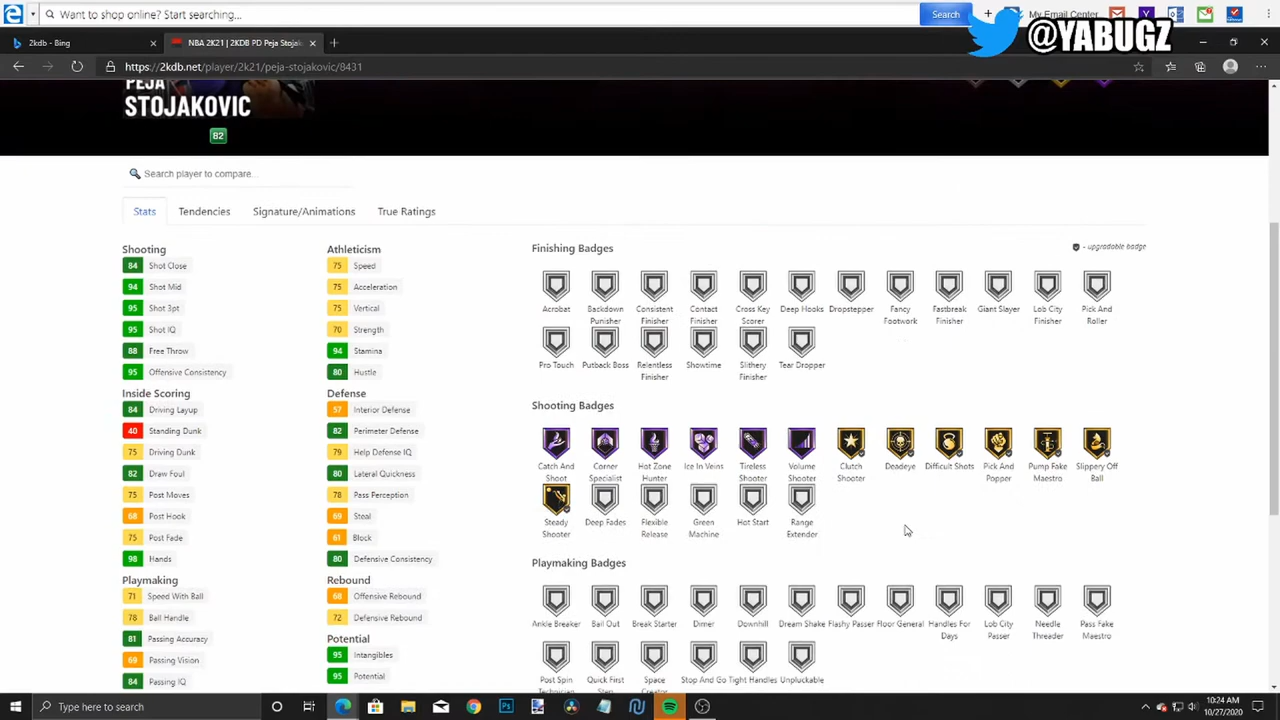 Want to shop online? Start searching...
Search
My Email Center
@YABUGZ
2kdb - Bing
NBA 2K21 | 2KDB PD Peja Stojak
https://2kdb.net/player/2k21/peja-stojakovic/8431
PEJA
STOJAKOVIC
82
Search player to compare...
Stats
Tendencies
Signature/Animations
True Ratings
Shooting
84 Shot Close
94 Shot Mid
95 Shot 3pt
95 Shot IQ
88 Free Throw
95 Offensive Consistency
Inside Scoring
84 Driving Layup
40 Standing Dunk
75 Driving Dunk
82 Draw Foul
75 Post Moves
68 Post Hook
75 Post Fade
98 Hands
Playmaking
71 Speed With Ball
78 Ball Handle
81 Passing Accuracy
69 Passing Vision
84 Passing IQ
Athleticism
75 Speed
75 Acceleration
75 Vertical
70 Strength
94 Stamina
80 Hustle
Defense
57 Interior Defense
82 Perimeter Defense
79 Help Defense IQ
80 Lateral Quickness
78 Pass Perception
69 Steal
61 Block
80 Defensive Consistency
Rebound
68 Offensive Rebound
72 Defensive Rebound
Potential
95 Intangibles
95 Potential
Finishing Badges
- upgradable badge
Acrobat
Backdown Punisher
Consistent Finisher
Contact Finisher
Cross Key Scorer
Deep Hooks
Dropstepper
Fancy Footwork
Fastbreak Finisher
Giant Slayer
Lob City Finisher
Pick And Roller
Pro Touch
Putback Boss
Relentless Finisher
Showtime
Slithery Finisher
Tear Dropper
Shooting Badges
Catch And Shoot
Corner Specialist
Hot Zone Hunter
Ice In Veins
Tireless Shooter
Volume Shooter
Clutch Shooter
Deadeye
Difficult Shots
Pick And Popper
Pump Fake Maestro
Slippery Off Ball
Steady Shooter
Deep Fades
Flexible Release
Green Machine
Hot Start
Range Extender
Playmaking Badges
Ankle Breaker
Bail Out
Break Starter
Dimer
Downhill
Dream Shake
Flashy Passer
Floor General
Handles For Days
Lob City Passer
Needle Threader
Pass Fake Maestro
Post Spin Technician
Quick First Step
Space Creator
Stop And Go
Tight Handles
Unpluckable
Type here to search
10:24 AM
10/27/2020